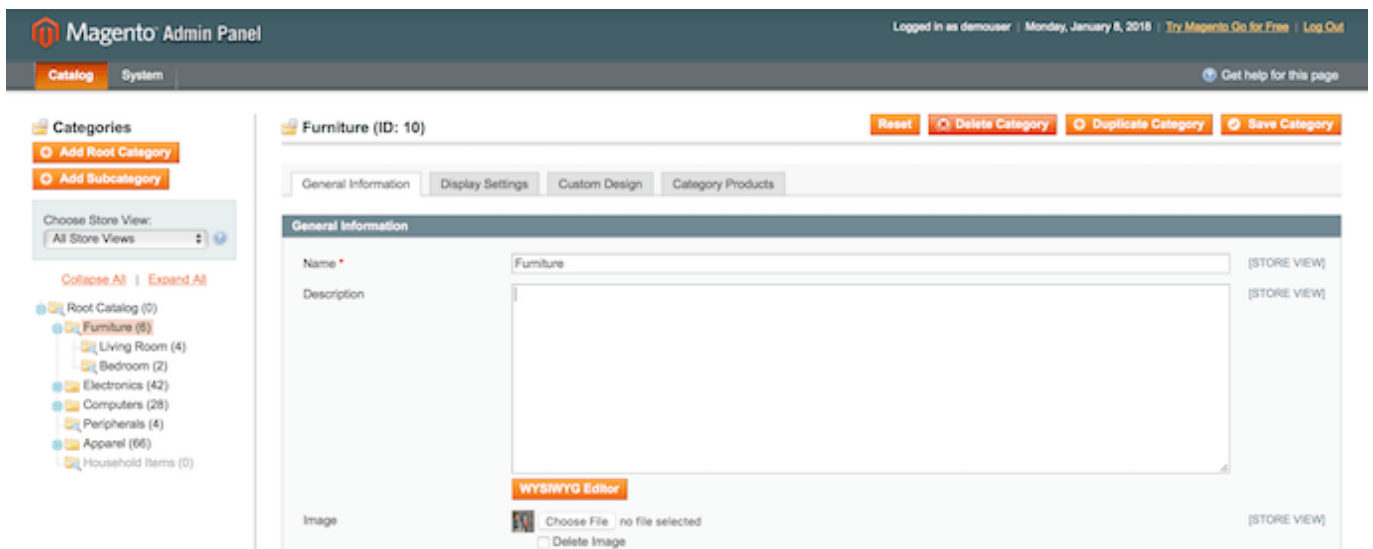 Magento Admin Panel
Logged in as demouser | Monday, January 8, 2018 | Try Magento Go for Free | Log Out
Catalog System
Get help for this page
Categories
Add Root Category
Add Subcategory
Choose Store View:
All Store Views
Collapse All | Expand All
Root Catalog (0)
Furniture (6)
Living Room (4)
Bedroom (2)
Electronics (42)
Computers (28)
Peripherals (4)
Apparel (66)
Household Items (0)
Furniture (ID: 10)
Reset Delete Category Duplicate Category Save Category
General Information Display Settings Custom Design Category Products
General Information
Name * Furniture [STORE VIEW]
Description [STORE VIEW]
WYSIWYG Editor
Image Choose File no file selected [STORE VIEW]
Delete Image